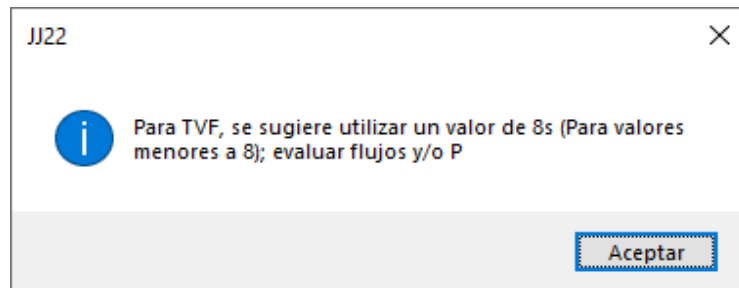 JJ22
Para TVF, se sugiere utilizar un valor de 8s (Para valores
menores a 8); evaluar flujos y/o P
Aceptar